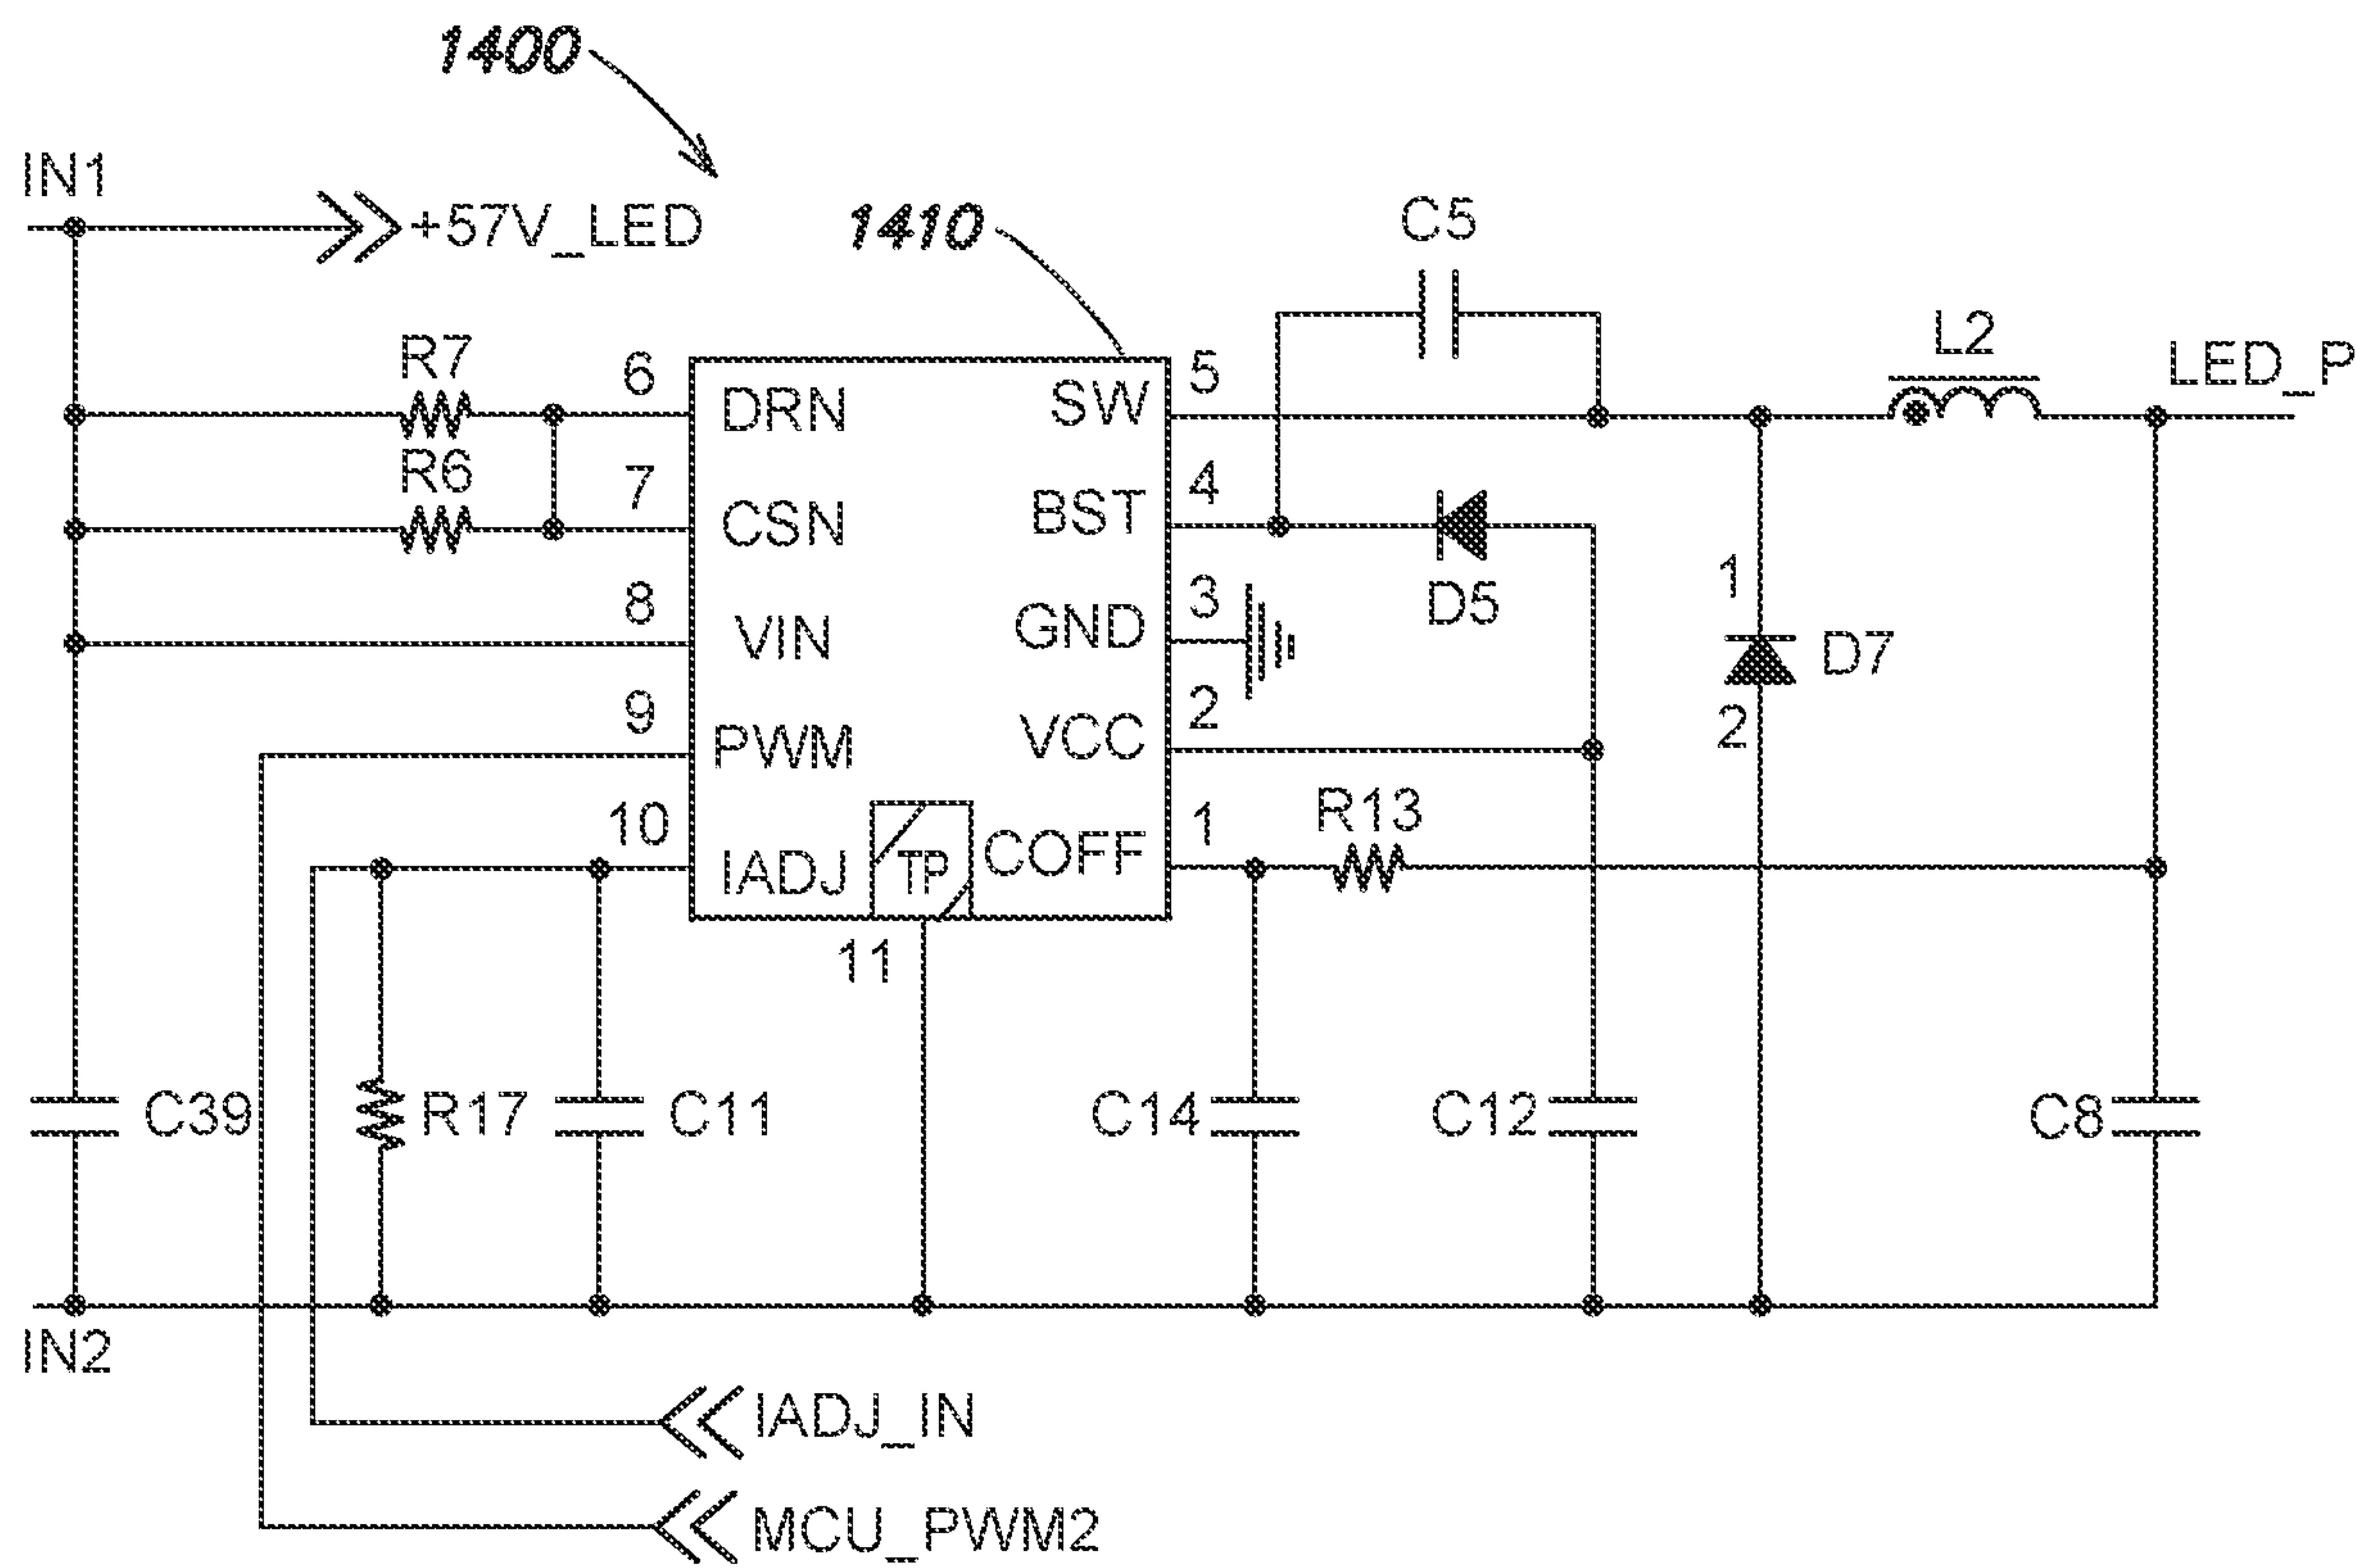 1400
IN1
+57V_LED
1410
C5
R7
6
DRN
SW
5
L2
LED_P
R6
7
CSN
BST
4
D5
8
VIN
GND
3
1
D7
2
9
PWM
VCC
2
10
IADJ
TP
COFF
1
R13
11
C39
R17
C11
C14
C12
C8
IN2
IADJ_IN
MCU_PWM2